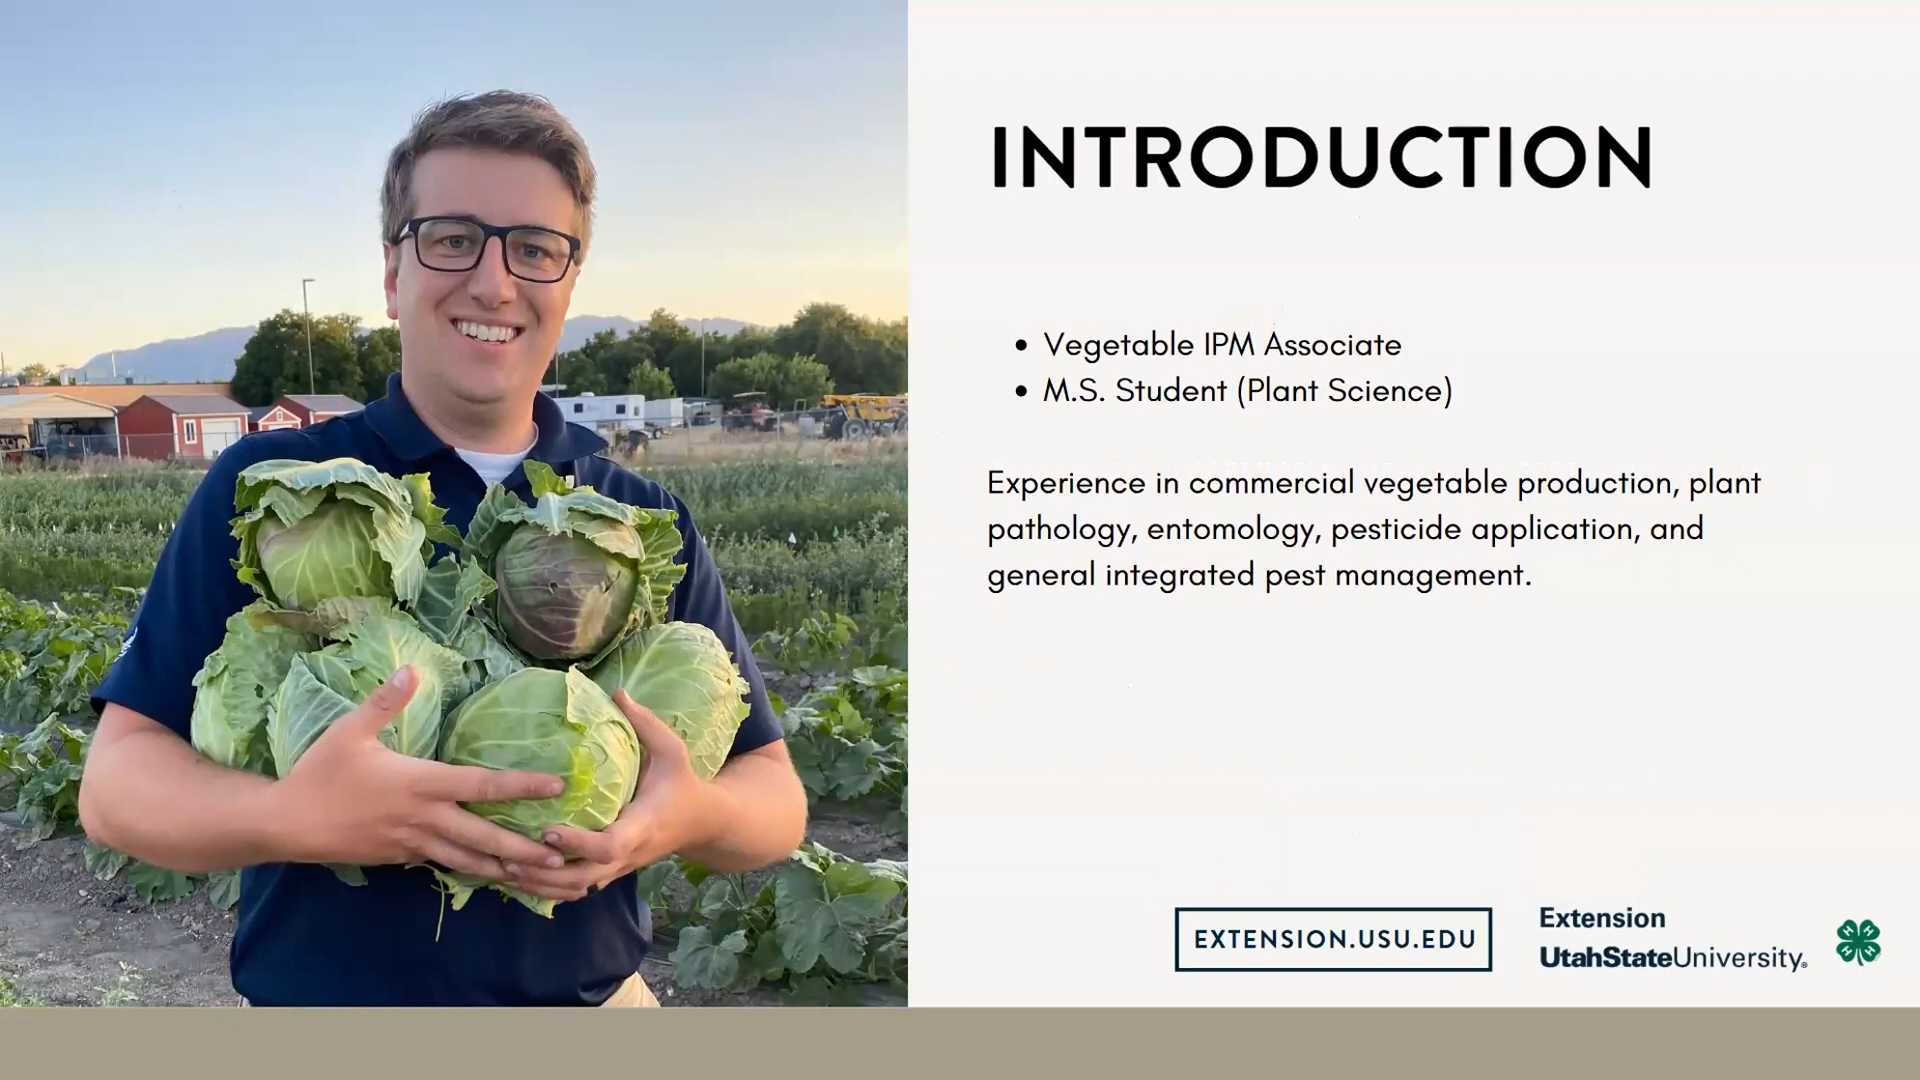 INTRODUCTION
• Vegetable IPM Associate
• M.S. Student (Plant Science)
Experience in commercial vegetable production, plant
pathology, entomology, pesticide application, and
general integrated pest management.
EXTENSION.USU.EDU
Extension
UtahStateUniversity®
H H H H